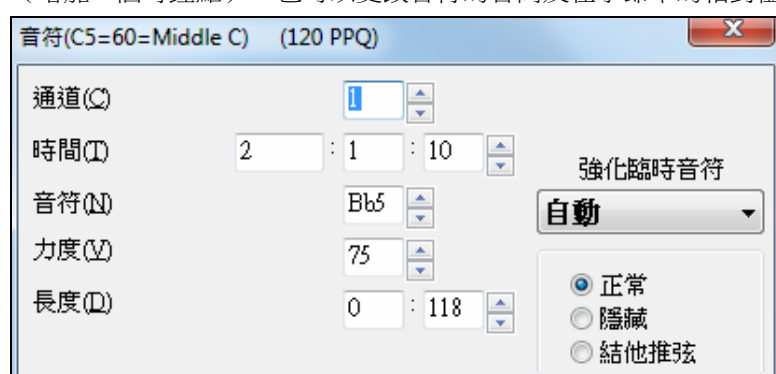 音符(C5=60=Middle C) (120 PPQ)
通道(C) 1
時間(T) 2 : 1 : 10
強化臨時音符
音符(N) Bb5
自動
力度(V) 75
正常
長度(D) 0 : 118
隱藏
結他推弦